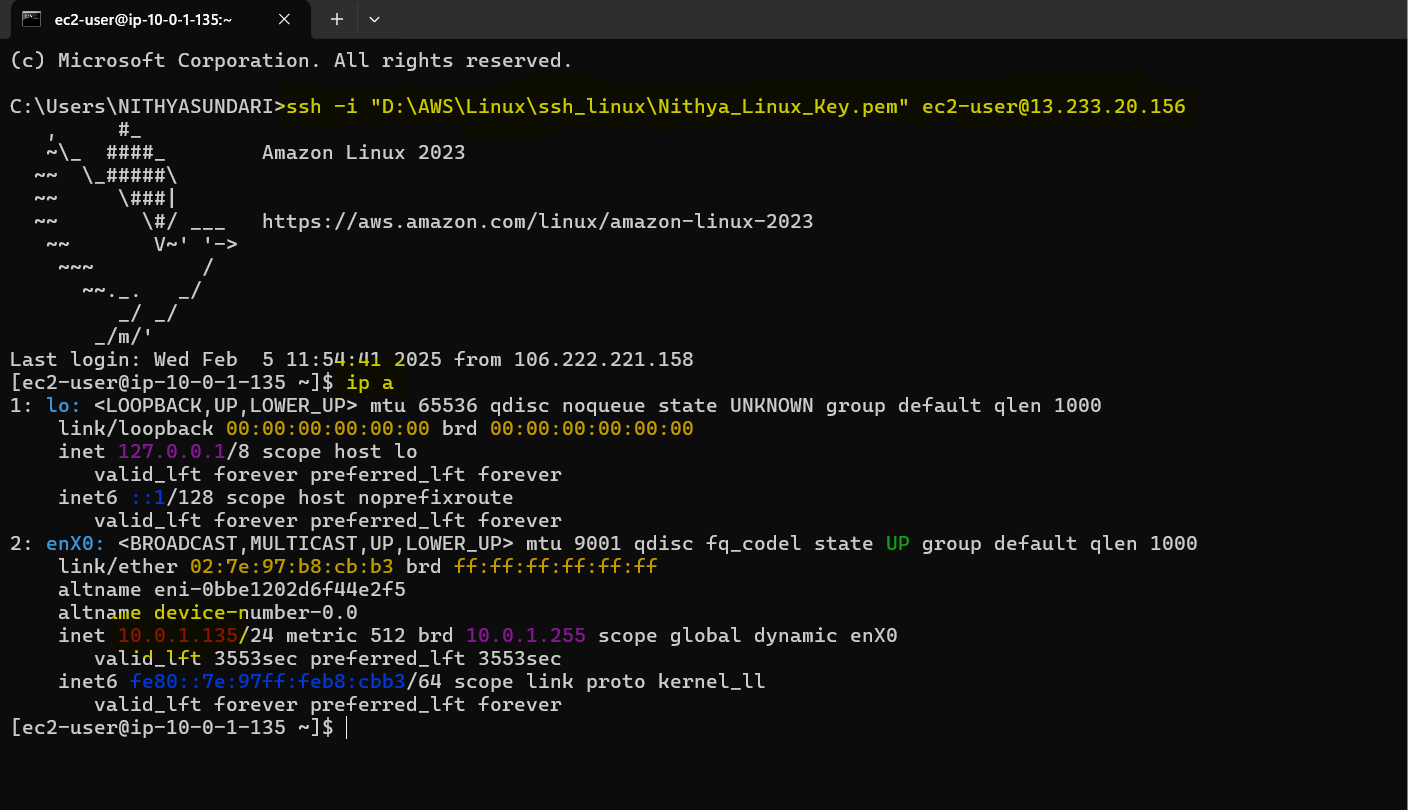 ec2-user@ip-10-0-1-135:~
(c) Microsoft Corporation. All rights reserved.
C:\Users\NITHYASUNDARI>ssh -i "D:\AWS\Linux\ssh_linux\Nithya_Linux_Key.pem" ec2-user@13.233.20.156
   ,     #_
   ~\_  ####_        Amazon Linux 2023
  ~~  \_#####\
  ~~     \###|
  ~~       \#/ ___   https://aws.amazon.com/linux/amazon-linux-2023
   ~~       V~' '->
    ~~~         /
      ~~._.   _/
         _/ _/
       _/m/'
Last login: Wed Feb  5 11:54:41 2025 from 106.222.221.158
[ec2-user@ip-10-0-1-135 ~]$ ip a
1: lo: <LOOPBACK,UP,LOWER_UP> mtu 65536 qdisc noqueue state UNKNOWN group default qlen 1000
    link/loopback 00:00:00:00:00:00 brd 00:00:00:00:00:00
    inet 127.0.0.1/8 scope host lo
       valid_lft forever preferred_lft forever
    inet6 ::1/128 scope host noprefixroute
       valid_lft forever preferred_lft forever
2: enX0: <BROADCAST,MULTICAST,UP,LOWER_UP> mtu 9001 qdisc fq_codel state UP group default qlen 1000
    link/ether 02:7e:97:b8:cb:b3 brd ff:ff:ff:ff:ff:ff
    altname eni-0bbe1202d6f44e2f5
    altname device-number-0.0
    inet 10.0.1.135/24 metric 512 brd 10.0.1.255 scope global dynamic enX0
       valid_lft 3553sec preferred_lft 3553sec
    inet6 fe80::7e:97ff:feb8:cbb3/64 scope link proto kernel_ll
       valid_lft forever preferred_lft forever
[ec2-user@ip-10-0-1-135 ~]$